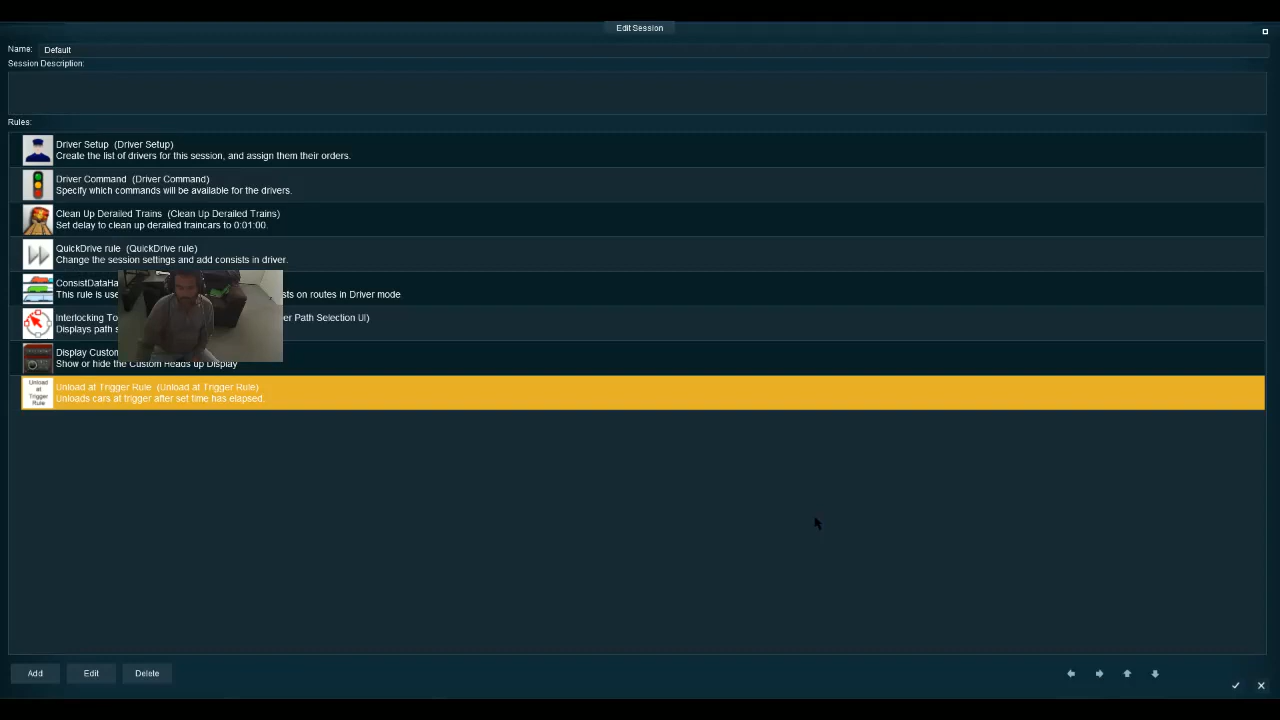 Edit Session
Name: Default
Session Description:
Rules:
Driver Setup (Driver Setup)
Create the list of drivers for this session, and assign them their orders.
Driver Command (Driver Command)
Specify which commands will be available for the drivers.
Clean Up Derailed Trains (Clean Up Derailed Trains)
Set delay to clean up derailed traincars to 0:01:00.
QuickDrive rule (QuickDrive rule)
Change the session settings and add consists in driver.
ConsistDataHa
This rule is use sts on routes in Driver mode
Interlocking To er Path Selection UI)
Displays path s
Display Custom
Show or hide the Custom Heads up Display
Unload at Trigger Rule
Unload at Trigger Rule (Unload at Trigger Rule)
Unloads cars at trigger after set time has elapsed.
Add Edit Delete